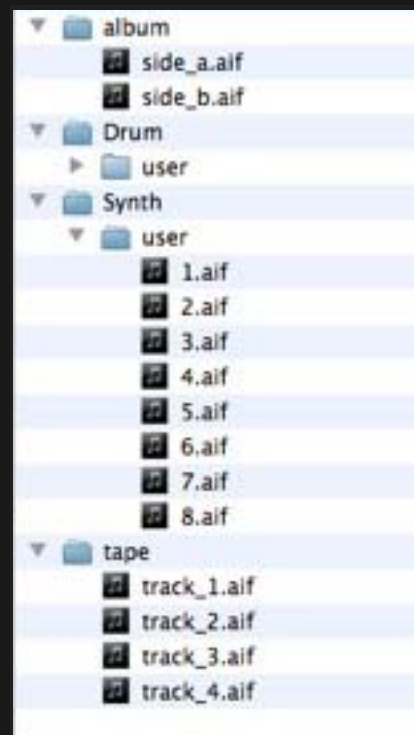 album
side_a.aif
side_b.aif
Drum
user
Synth
user
1.aif
2.aif
3.aif
4.aif
5.aif
6.aif
7.aif
8.aif
tape
track_1.aif
track_2.aif
track_3.aif
track_4.aif